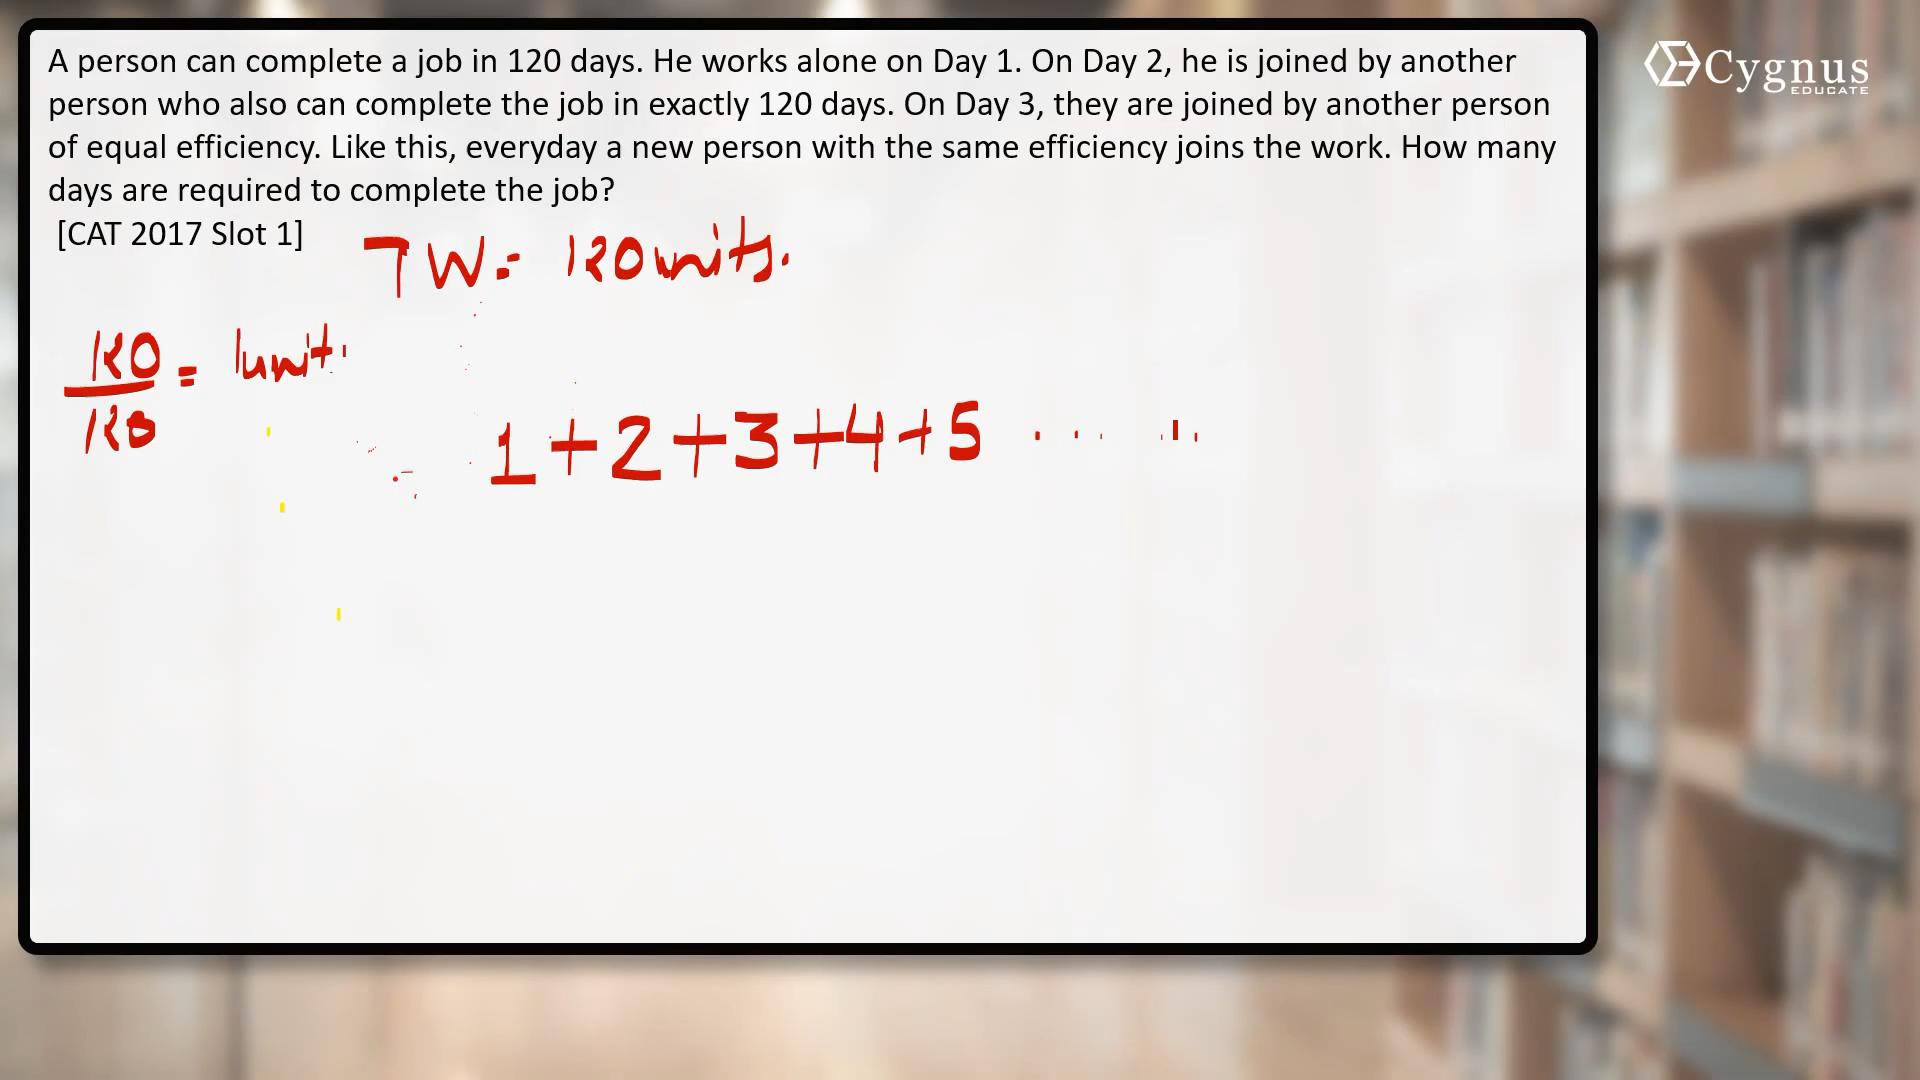 A person can complete a job in 120 days. He works alone on Day 1. On Day 2, he is joined by another
person who also can complete the job in exactly 120 days. On Day 3, they are joined by another person
of equal efficiency. Like this, everyday a new person with the same efficiency joins the work. How many
days are required to complete the job?
[CAT 2017 Slot 1]
TW = 120 units.
120
120 = 1 unit.
1+2+3+4+5 . . . . . .
Cygnus
EDUCATE